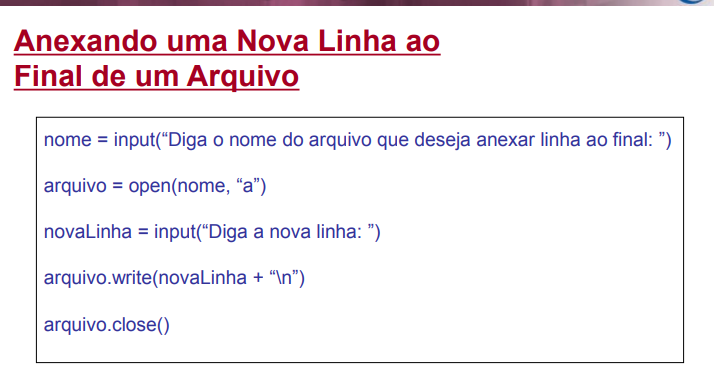 Anexando uma Nova Linha ao
Final de um Arquivo
nome = input(“Diga o nome do arquivo que deseja anexar linha ao final: ”)
arquivo = open(nome, “a”)
novaLinha = input(“Diga a nova linha: ”)
arquivo.write(novaLinha + “\n”)
arquivo.close()